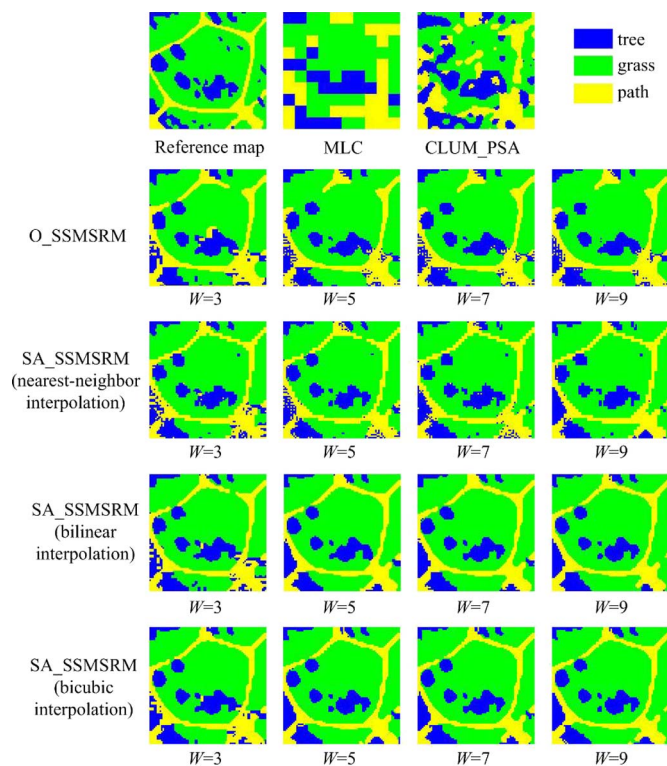 tree
grass
path
Reference map MLC CLUM_PSA
O_SSMSRM
W=3 W=5 W=7 W=9
SA_SSMSRM
(nearest-neighbor
interpolation)
W=3 W=5 W=7 W=9
SA_SSMSRM
(bilinear
interpolation)
W=3 W=5 W=7 W=9
SA_SSMSRM
(bicubic
interpolation)
W=3 W=5 W=7 W=9